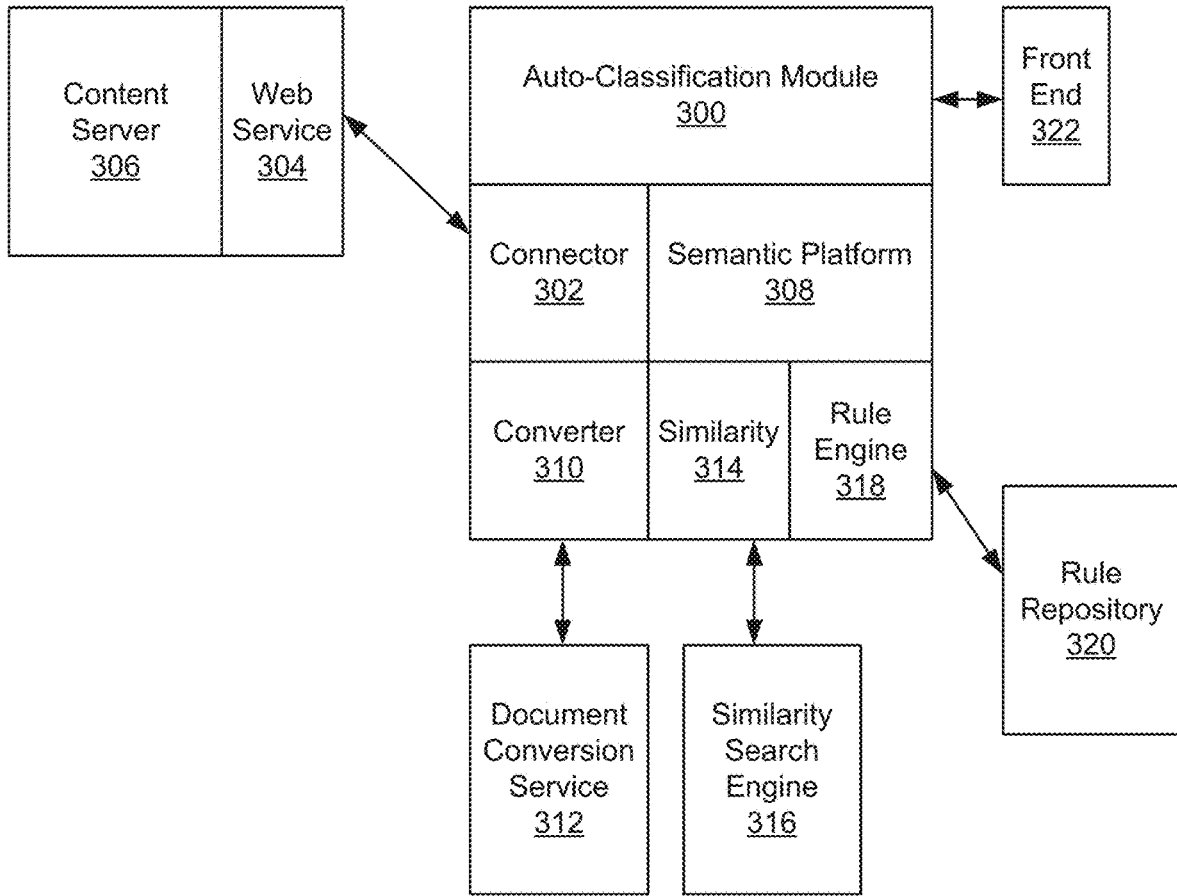 Content
Server
306
Web
Service
304
Auto-Classification Module
300
Front
End
322
Connector
302
Semantic Platform
308
Converter
310
Similarity
314
Rule
Engine
318
Rule
Repository
320
Document
Conversion
Service
312
Similarity
Search
Engine
316